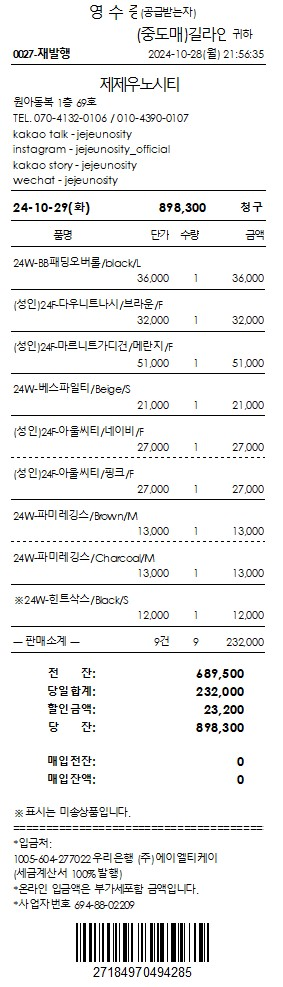 영 수 증(공급받는자)
(중도매)길라인 귀하
0027-재발행 2024-10-28(월) 21:56:35
제제우노시티
원아동복 1층 69호
TEL. 070-4132-0106 / 010-4390-0107
kakao talk - jejeunosity
instagram - jejeunosity_official
kakao story - jejeunosity
wechat - jejeunosity
24-10-29(화) 898,300 청구
품명 단가 수량 금액
24W-BB패딩오버롤/black/L
36,000 1 36,000
(성인)24F-다우니트나시/브라운/F
32,000 1 32,000
(성인)24F-마르니트가디건/메란지/F
51,000 1 51,000
24W-베스파일티/Beige/S
21,000 1 21,000
(성인)24F-아울씨티/네이비/F
27,000 1 27,000
(성인)24F-아울씨티/핑크/F
27,000 1 27,000
24W-파미레깅스/Brown/M
13,000 1 13,000
24W-파미레깅스/Charcoal/M
13,000 1 13,000
※24W-힌트삭스/Black/S
12,000 1 12,000
— 판매소계 — 9건 9 232,000
전 잔: 689,500
당일합계: 232,000
할인금액: 23,200
당 잔: 898,300
매입전잔: 0
매입잔액: 0
※ 표시는 미송상품입니다.
======================================
*입금처:
1005-604-277022 우리은행 (주)에이엘티케이
(세금계산서 100% 발행)
*온라인 입금액은 부가세포함 금액입니다.
*사업자번호 694-88-02209
27184970494285